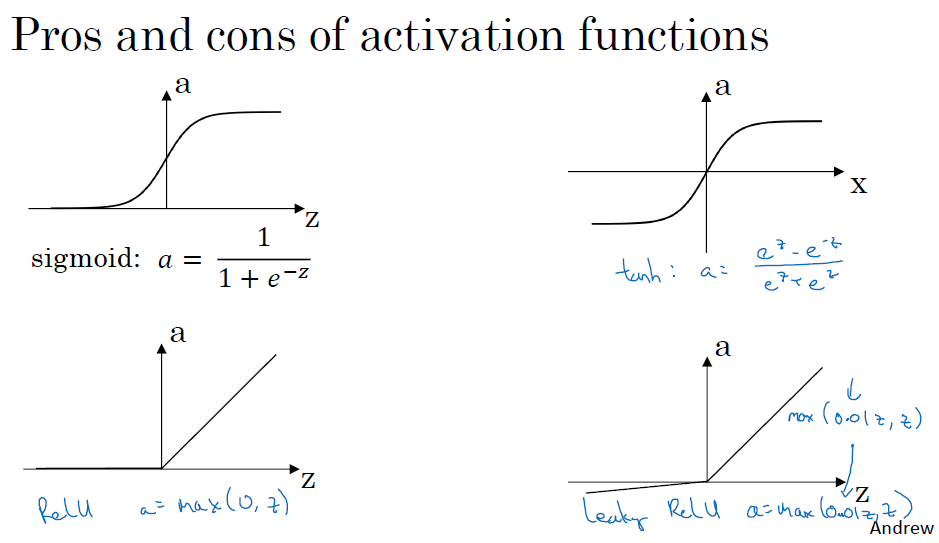 Pros and cons of activation functions
a
z
sigmoid: a = 1 / (1 + e^{-z})
a
x
tanh: a = (e^z - e^{-z}) / (e^z + e^z)
a
z
ReLU a = max(0, z)
a
↓
max(0.01z, z)
z
Leaky ReLU a = max(0.01z, z)
Andrew